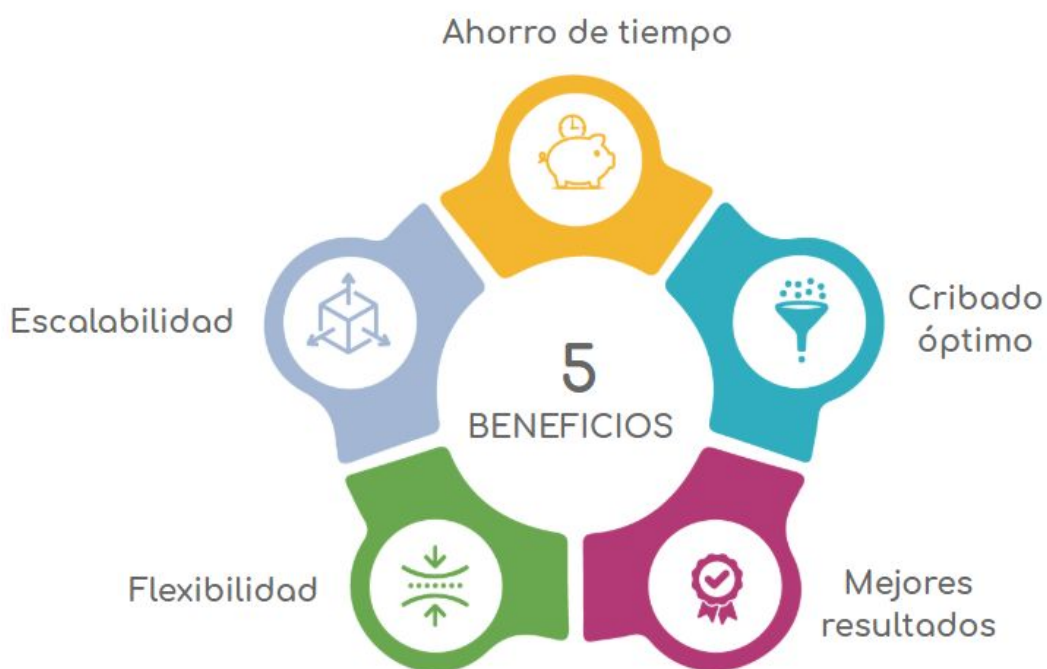 Ahorro de tiempo
Cribado
óptimo
Mejores
resultados
Flexibilidad
Escalabilidad
5
BENEFICIOS